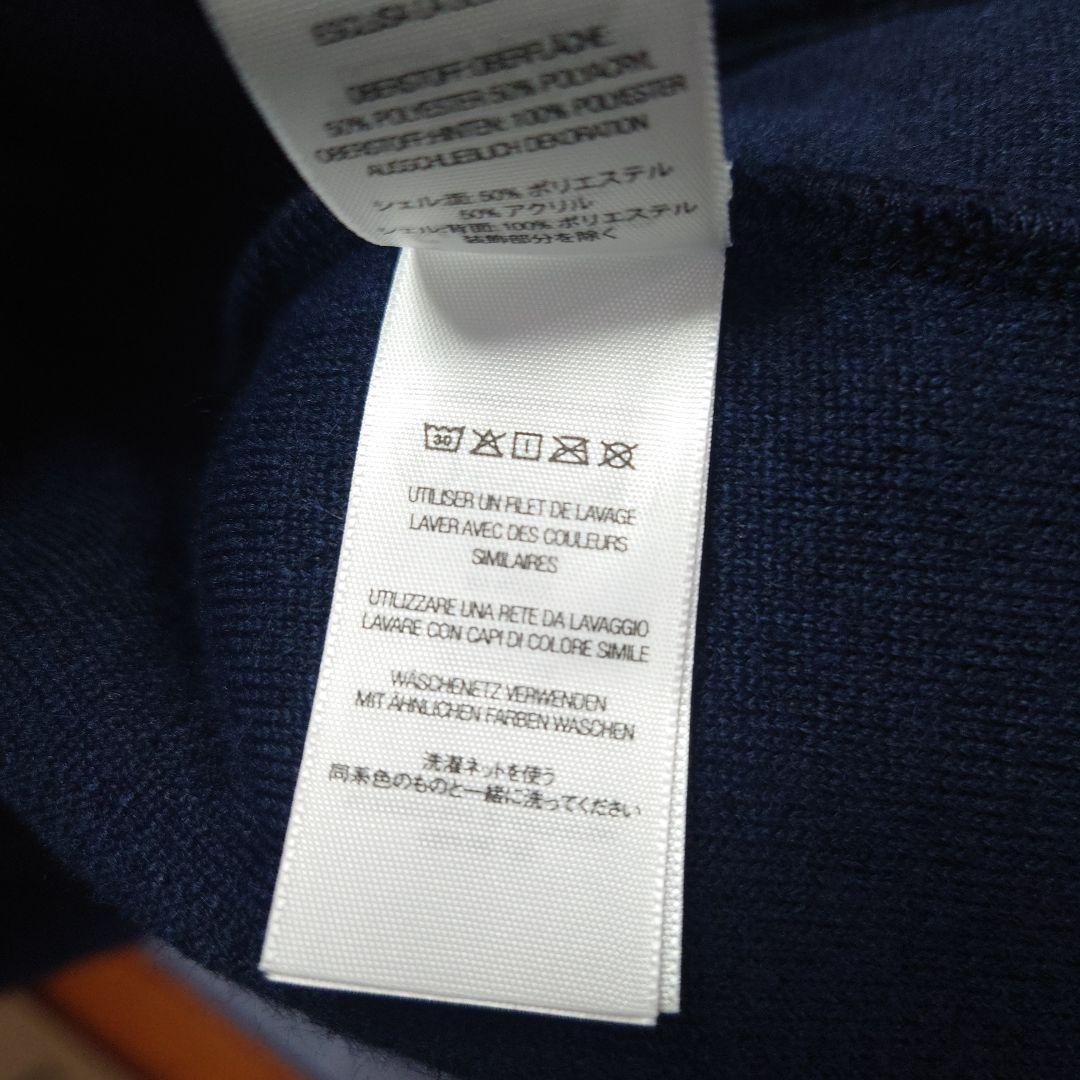 OBERSTOFF OBERFLÄCHE
50% POLYESTER 50% POLYACRYL
OBERSTOFF HINTEN: 100% POLYESTER
AUSSCHLIEßLICH DEKORATION
シェル面: 50% ポリエステル
50% アクリル
シェル背面: 100% ポリエステル
装飾部分を除く
30
UTILISER UN FILET DE LAVAGE
LAVER AVEC DES COULEURS
SIMILAIRES
UTILIZZARE UNA RETE DA LAVAGGIO
LAVARE CON CAPI DI COLORE SIMILE
WÄSCHENETZ VERWENDEN
MIT ÄHNLICHEN FARBEN WASCHEN
洗濯ネットを使う
同系色のものと一緒に洗ってください